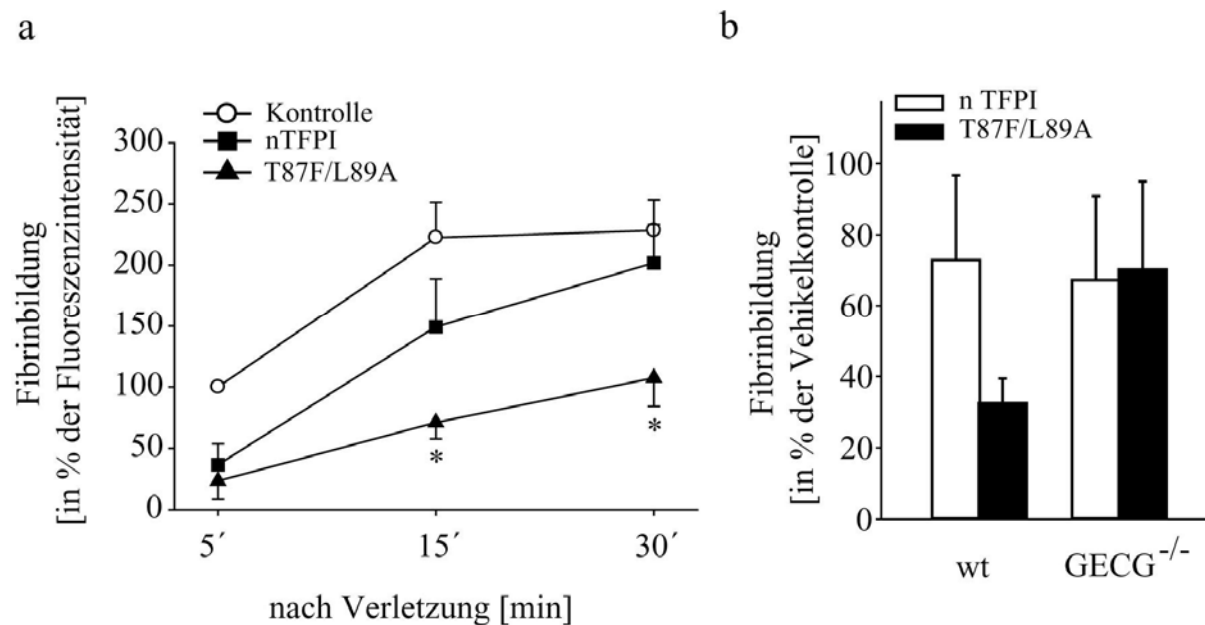 a
Kontrolle
nTFPI
T87F/L89A
Fibrinbildung
[in % der Fluoreszenzintensität]
300
250
200
150
100
50
0
*
*
5´
15´
30´
nach Verletzung [min]
b
n TFPI
T87F/L89A
Fibrinbildung
[in % der Vehikelkontrolle]
100
80
60
40
20
0
wt
GECG-/-